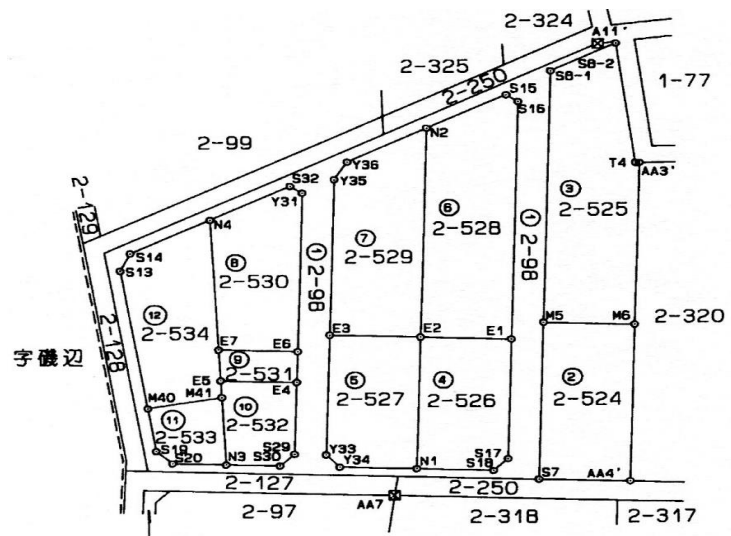 2-324
A11'
2-325
S8-2
S8-1
2-250
1-77
S15
S16
N2
2-99
Y36
Y35
T4
AA3'
③
2-525
2-129
S32
Y31
N4
⑥
2-528
①
2-98
⑦
2-529
①
2-98
S14
S13
⑧
2-530
⑫
2-534
M5
M6
2-320
E3
E2
E1
字磯辺
2-128
E7
E6
⑨
2-531
E5
E4
②
2-524
⑤
2-527
④
2-526
M40
M41
⑩
2-532
⑪
2-533
S19
S20
N3
S29
S30
Y33
Y34
N1
S17
S18
S7
AA4'
2-127
2-250
2-97
AA7
2-318
2-317